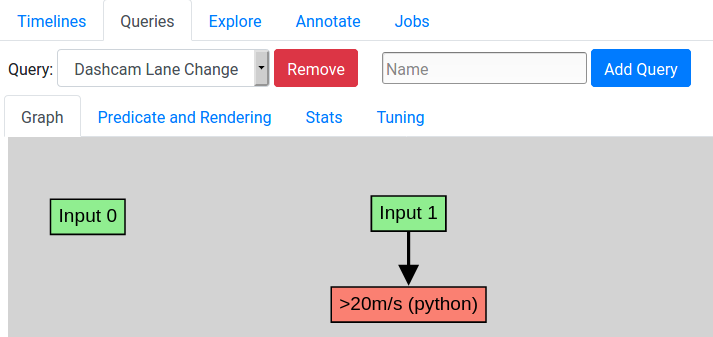 Timelines Queries Explore Annotate Jobs
Query: Dashcam Lane Change Remove Name Add Query
Graph Predicate and Rendering Stats Tuning
Input 0 Input 1
>20m/s (python)